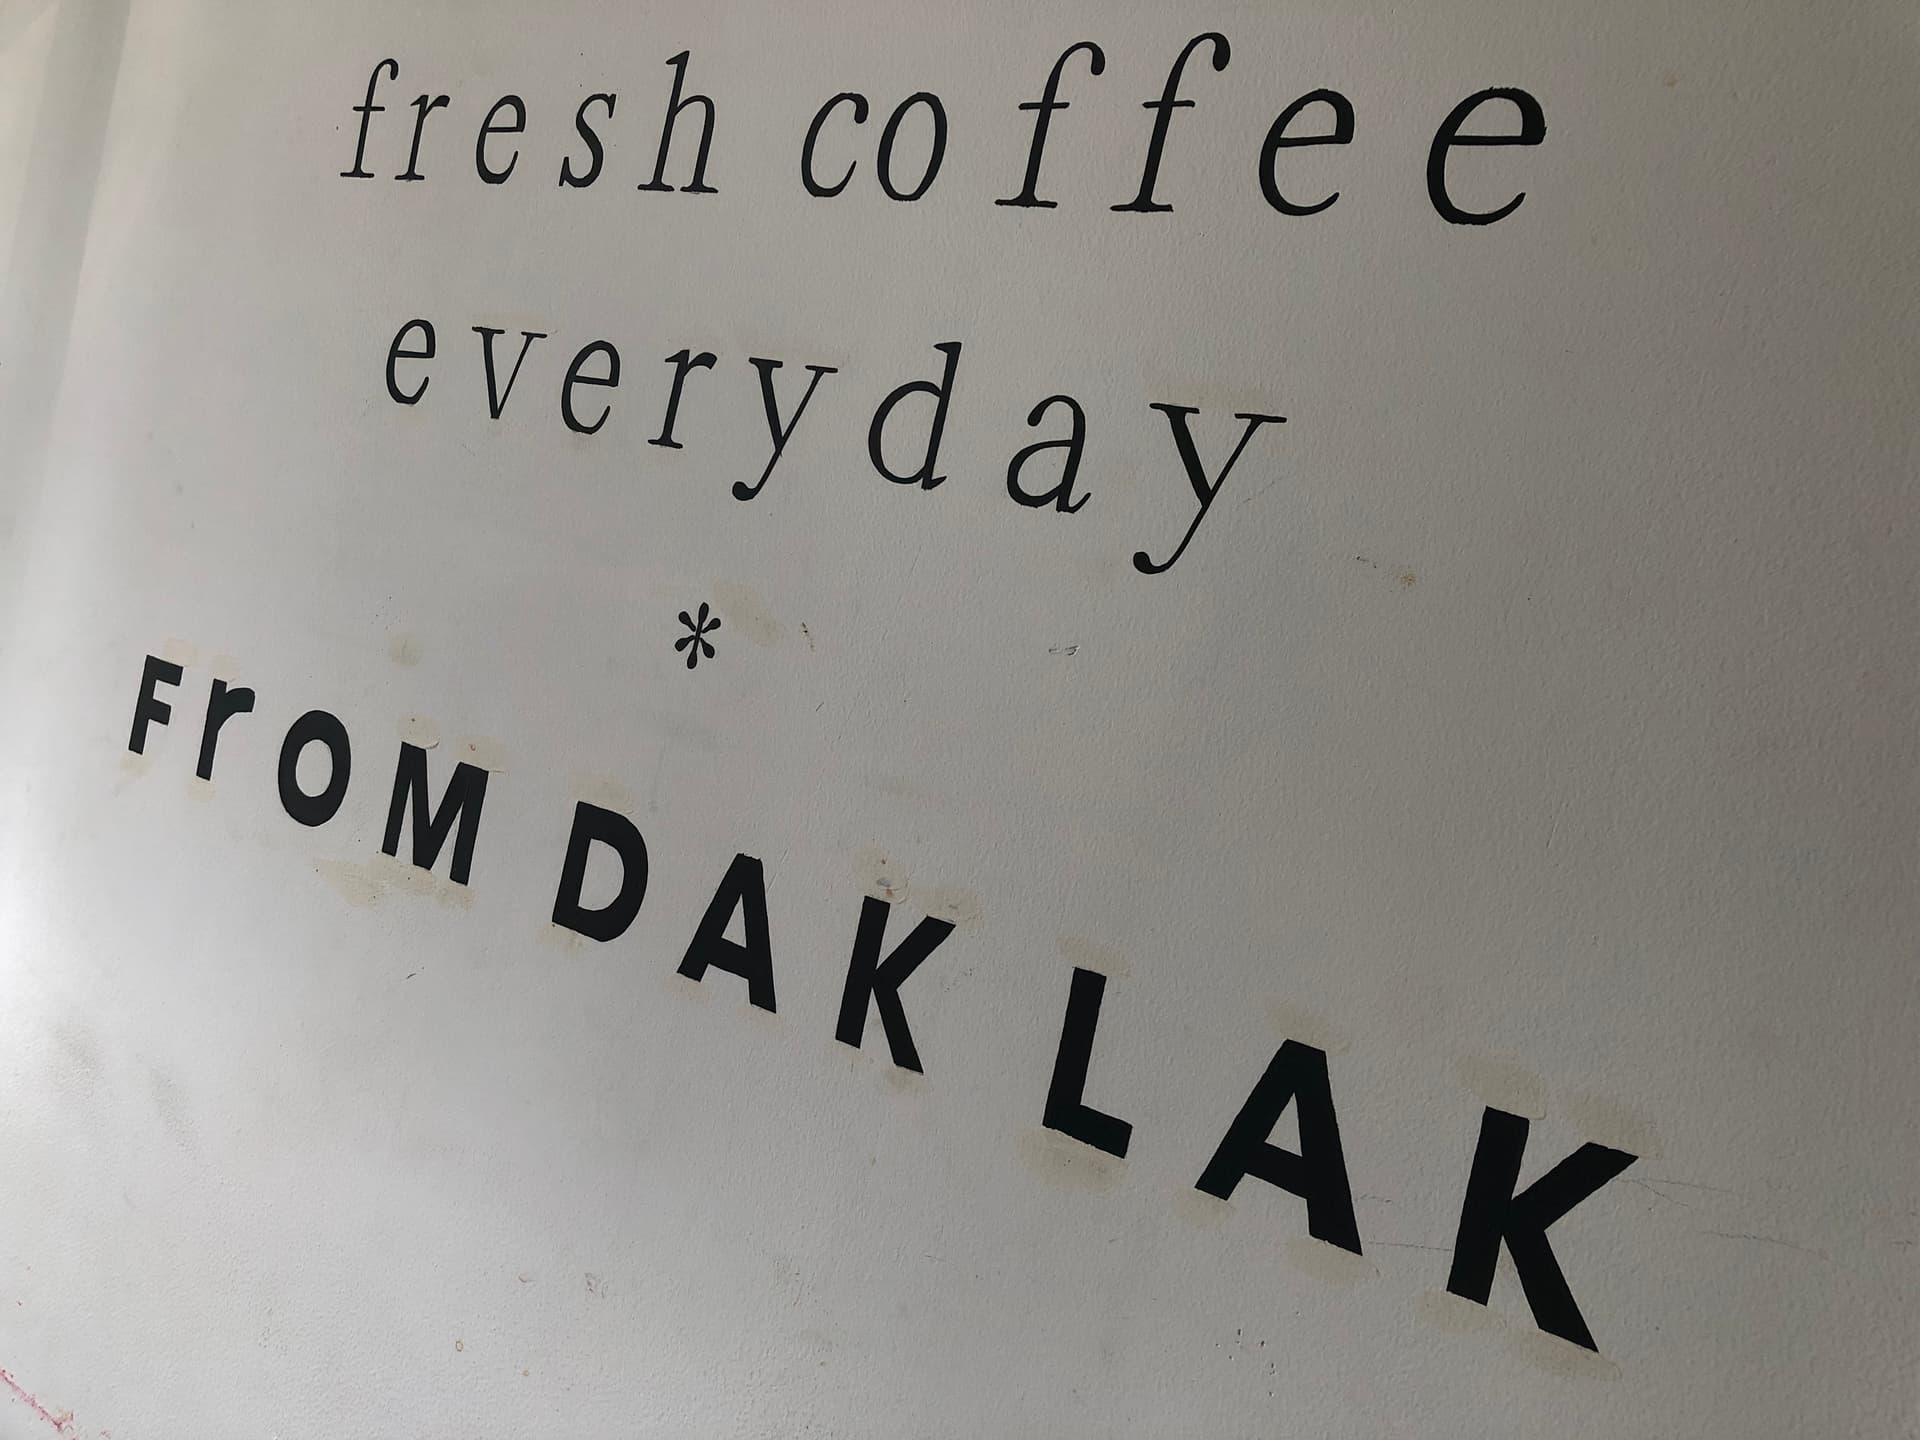 fresh coffee
everyday
*
FrOM DAK LAK